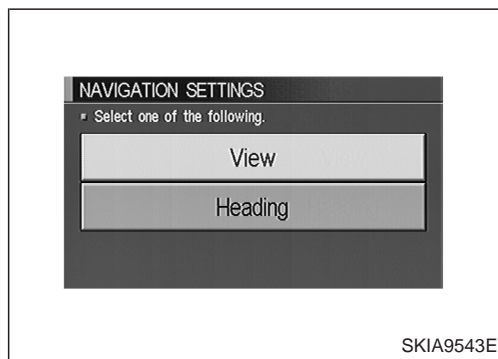 NAVIGATION SETTINGS
Select one of the following.
View
Heading
SKIA9543E